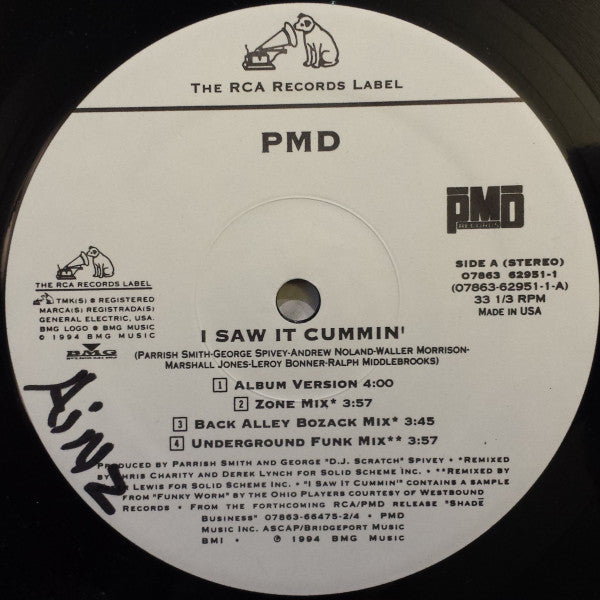 THE RCA RECORDS LABEL
PMD
PMD
RECORDS
THE RCA RECORDS LABEL
TMK(S) ® REGISTERED
MARCA(S) REGISTRADA(S)
GENERAL ELECTRIC, USA.
BMG LOGO ® BMG MUSIC
© 1994 BMG MUSIC
BMG
SIDE A (STEREO)
07863 62951-1
(07863-62951-1-A)
33 1/3 RPM
MADE IN USA
I SAW IT CUMMIN'
(PARRISH SMITH-GEORGE SPIVEY-ANDREW NOLAND-WALLER MORRISON-
MARSHALL JONES-LEROY BONNER-RALPH MIDDLEBROOKS)
1 ALBUM VERSION 4:00
2 ZONE MIX* 3:57
3 BACK ALLEY BOZACK MIX* 3:45
4 UNDERGROUND FUNK MIX** 3:57
AJNZ
PRODUCED BY PARRISH SMITH AND GEORGE "D.J. SCRATCH" SPIVEY • *REMIXED
BY CHRIS CHARITY AND DEREK LYNCH FOR SOLID SCHEME INC. • **REMIXED BY
LEWIS FOR SOLID SCHEME INC. • "I SAW IT CUMMIN'" CONTAINS A SAMPLE
FROM "FUNKY WORM" BY THE OHIO PLAYERS COURTESY OF WESTBOUND
RECORDS • FROM THE FORTHCOMING RCA/PMD RELEASE "SHADE
BUSINESS" 07863-66475-2/4 • PMD
MUSIC INC. ASCAP/BRIDGEPORT MUSIC
BMI • ℗ 1994 BMG MUSIC